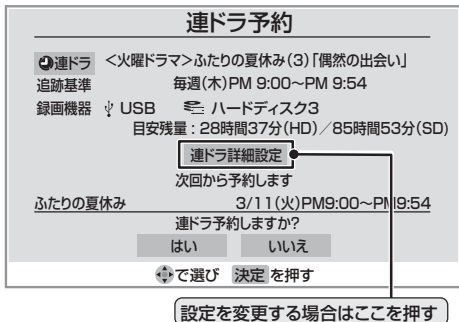 連ドラ予約
連ドラ <火曜ドラマ>ふたりの夏休み(3)「偶然の出会い」
追跡基準 毎週(木)PM 9:00〜PM 9:54
録画機器 USB ハードディスク3
目安残量：28時間37分(HD)／85時間53分(SD)
連ドラ詳細設定
次回から予約します
ふたりの夏休み 3/11(火)PM9:00〜PM9:54
連ドラ予約しますか?
はい いいえ
で選び 決定 を押す
設定を変更する場合はここを押す